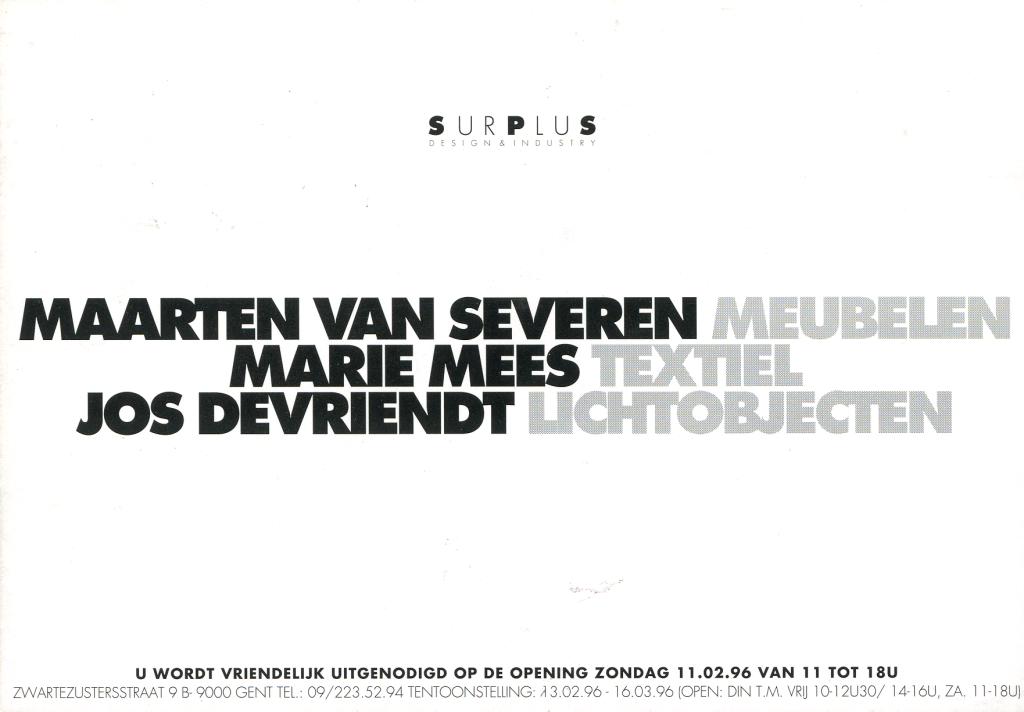 SURPLUS
DESIGN & INDUSTRY
MAARTEN VAN SEVEREN MEUBELEN
MARIE MEES TEXTIEL
JOS DEVRIENDT LICHTOBJECTEN
U WORDT VRIENDELIJK UITGENODIGD OP DE OPENING ZONDAG 11.02.96 VAN 11 TOT 18U
ZWARTEZUSTERSSTRAAT 9 B- 9000 GENT TEL.: 09/223.52.94 TENTOONSTELLING: 13.02.96 - 16.03.96 (OPEN: DIN T.M. VRIJ 10-12U30/ 14-16U, ZA. 11-18U)